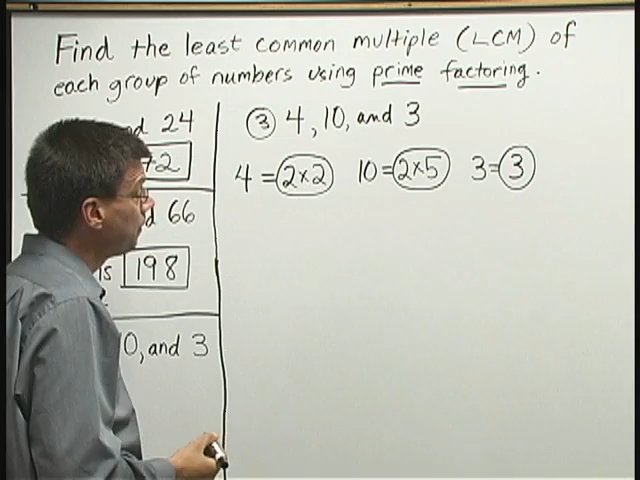 Find the least common multiple (LCM) of
each group of numbers using prime factoring.
24
72
66
198
0, and 3
③ 4, 10, and 3
4 = 2×2 10 = 2×5 3 = 3